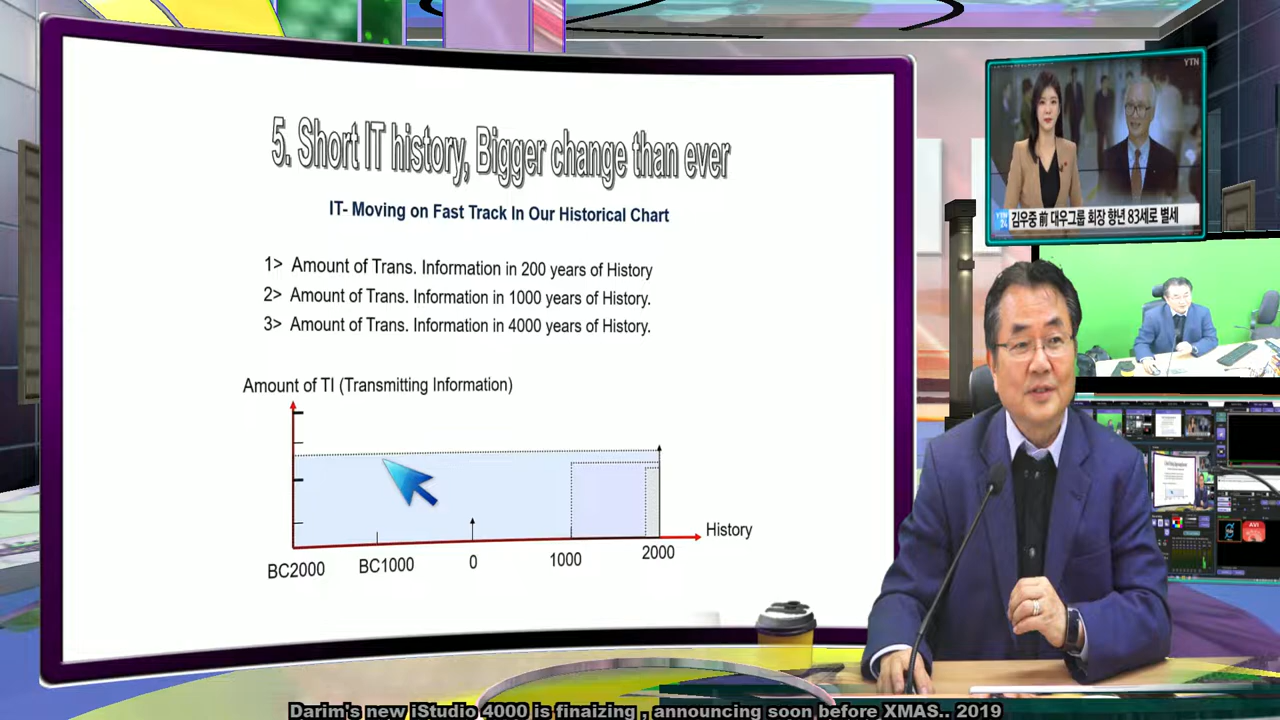 5. Short IT history, Bigger change than ever
IT- Moving on Fast Track In Our Historical Chart
1> Amount of Trans. Information in 200 years of History
2> Amount of Trans. Information in 1000 years of History.
3> Amount of Trans. Information in 4000 years of History.
Amount of TI (Transmitting Information)
History
BC2000
BC1000
0
1000
2000
YTN
YTN
24
김우중 前 대우그룹 회장 향년 83세로 별세
AVI
Darim's new iStudio 4000 is finaizing , announcing soon before XMAS.. 2019